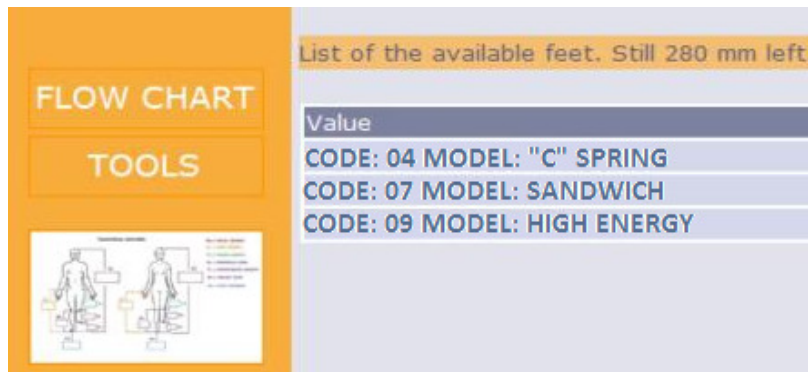 List of the available feet. Still 280 mm left
FLOW CHART
TOOLS
Value
CODE: 04 MODEL: "C" SPRING
CODE: 07 MODEL: SANDWICH
CODE: 09 MODEL: HIGH ENERGY